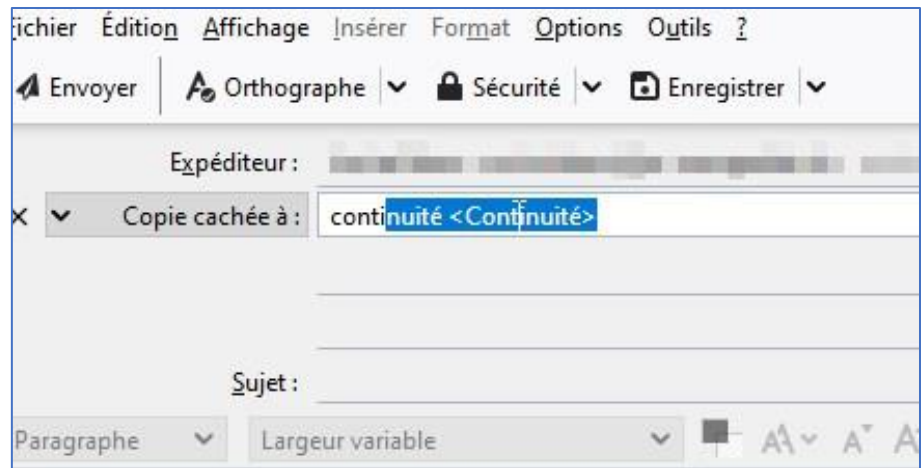 Fichier Édition Affichage Insérer Format Options Outils ?
Envoyer Orthographe Sécurité Enregistrer
Expéditeur :
Copie cachée à : continuité <Continuité>
Sujet :
Paragraphe Largeur variable